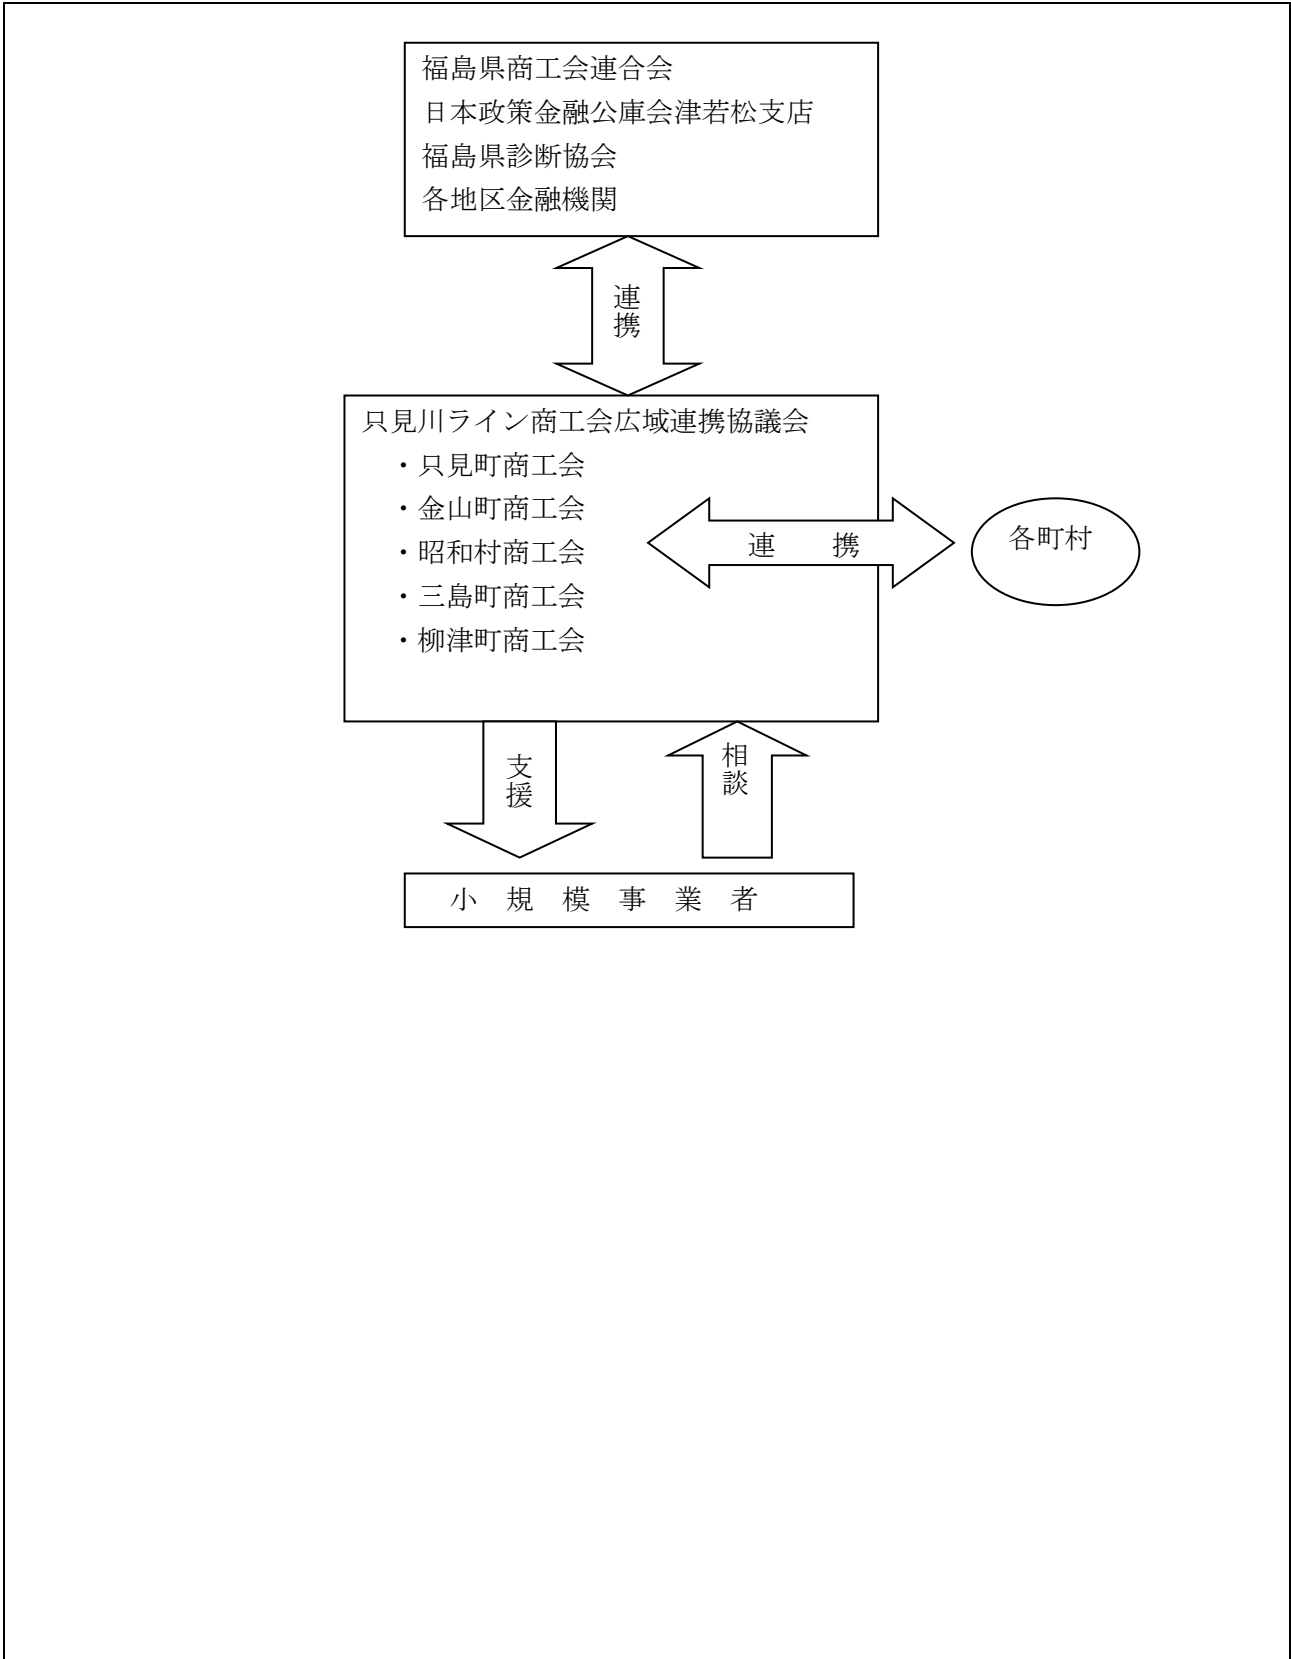 福島県商工会連合会
日本政策金融公庫会津若松支店
福島県診断協会
各地区金融機関
連携
只見川ライン商工会広域連携協議会
・只見町商工会
・金山町商工会
・昭和村商工会
・三島町商工会
・柳津町商工会
連　携
各町村
支援
相談
小　規　模　事　業　者